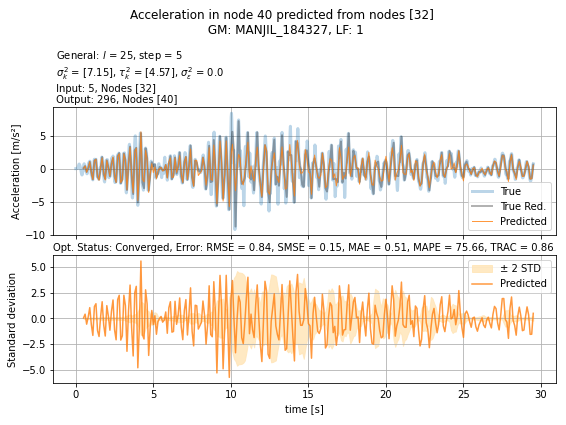 Acceleration in node 40 predicted from nodes [32]
GM: MANJIL_184327, LF: 1
General: l = 25, step = 5
σ²ₖ = [7.15], τ²ₖ = [4.57], σ²ε = 0.0
Input: 5, Nodes [32]
Output: 296, Nodes [40]
Acceleration [m/s²]
5
0
−5
−10
True
True Red.
Predicted
Opt. Status: Converged, Error: RMSE = 0.84, SMSE = 0.15, MAE = 0.51, MAPE = 75.66, TRAC = 0.86
Standard deviation
5.0
2.5
0.0
−2.5
−5.0
± 2 STD
Predicted
0 5 10 15 20 25 30
time [s]